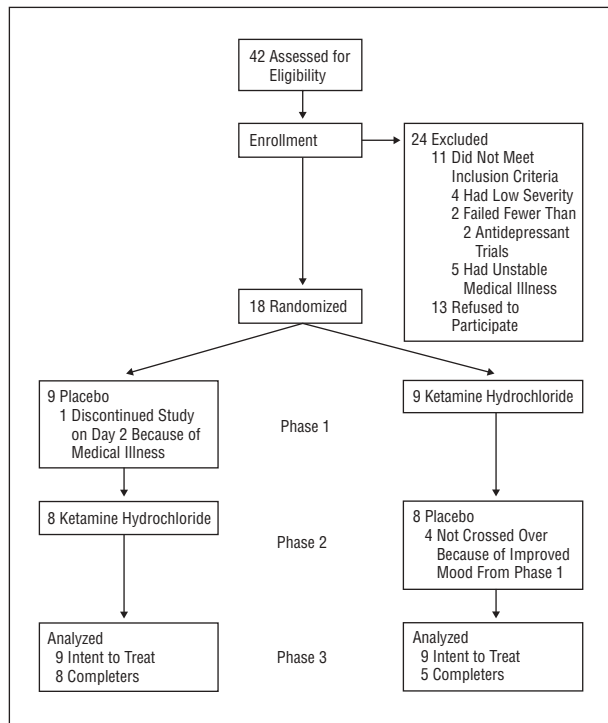 42 Assessed for
Eligibility
Enrollment
24 Excluded
11 Did Not Meet
Inclusion Criteria
4 Had Low Severity
2 Failed Fewer Than
2 Antidepressant
Trials
5 Had Unstable
Medical Illness
13 Refused to
Participate
18 Randomized
9 Placebo
1 Discontinued Study
on Day 2 Because of
Medical Illness
Phase 1
9 Ketamine Hydrochloride
8 Ketamine Hydrochloride
Phase 2
8 Placebo
4 Not Crossed Over
Because of Improved
Mood From Phase 1
Analyzed
9 Intent to Treat
8 Completers
Phase 3
Analyzed
9 Intent to Treat
5 Completers